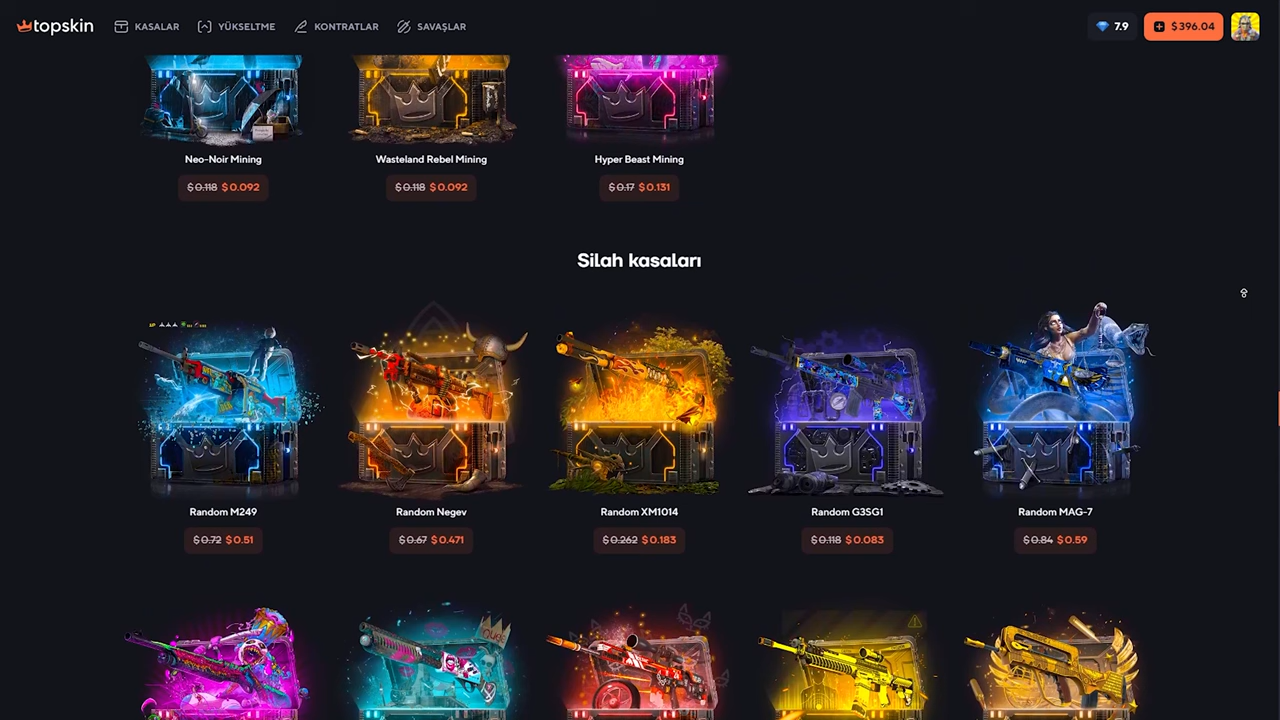 topskin
KASALAR
YÜKSELTME
KONTRATLAR
SAVAŞLAR
7.9
$396.04
Neo-Noir Mining
Wasteland Rebel Mining
Hyper Beast Mining
$0.118 $0.092
$0.118 $0.092
$0.17 $0.131
Silah kasaları
Random M249
Random Negev
Random XM1014
Random G3SG1
Random MAG-7
$0.72 $0.51
$0.67 $0.471
$0.262 $0.183
$0.118 $0.083
$0.84 $0.59